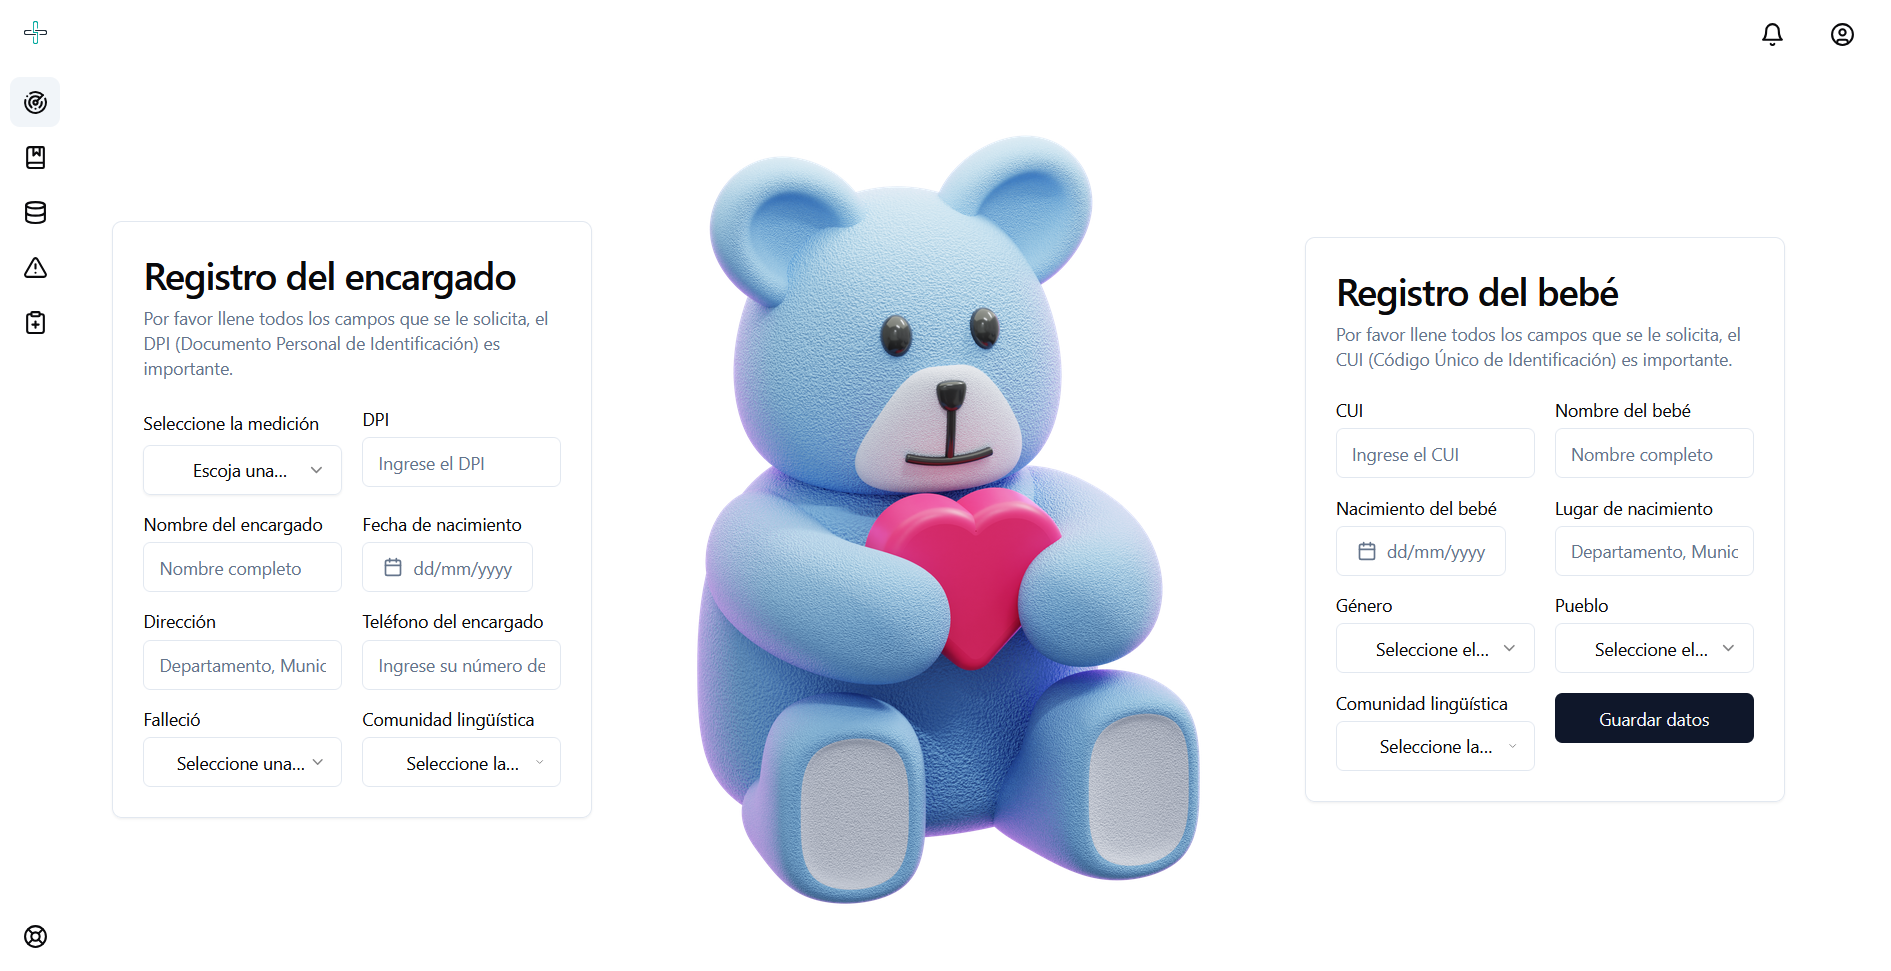 Registro del encargado
Por favor llene todos los campos que se le solicita, el
DPI (Documento Personal de Identificación) es
importante.
Seleccione la medición
DPI
Escoja una...
Ingrese el DPI
Nombre del encargado
Fecha de nacimiento
Nombre completo
dd/mm/yyyy
Dirección
Teléfono del encargado
Departamento, Munic
Ingrese su número de
Falleció
Comunidad lingüística
Seleccione una...
Seleccione la...
Registro del bebé
Por favor llene todos los campos que se le solicita, el
CUI (Código Único de Identificación) es importante.
CUI
Nombre del bebé
Ingrese el CUI
Nombre completo
Nacimiento del bebé
Lugar de nacimiento
dd/mm/yyyy
Departamento, Munic
Género
Pueblo
Seleccione el...
Seleccione el...
Comunidad lingüística
Seleccione la...
Guardar datos